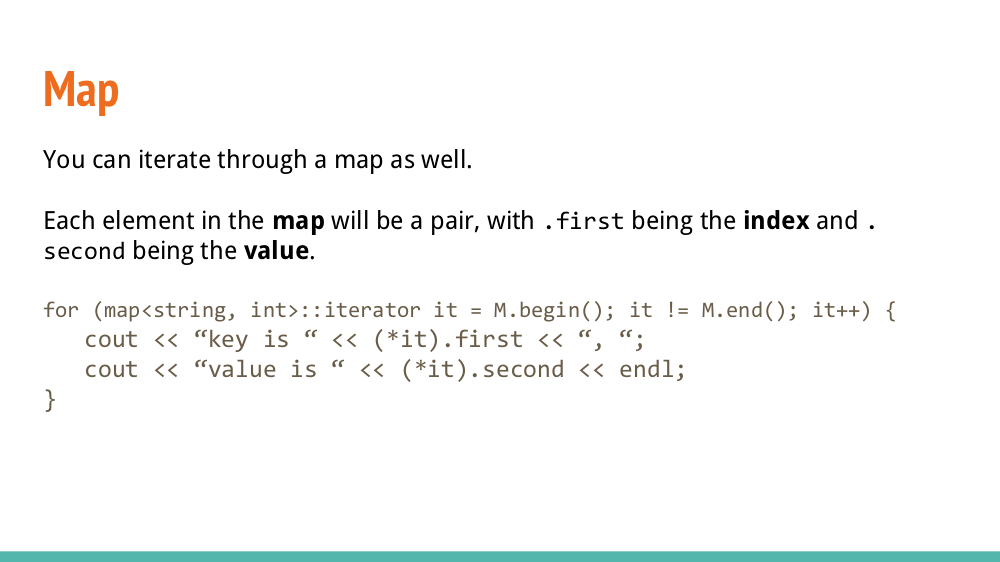 Map
You can iterate through a map as well.
Each element in the map will be a pair, with .first being the index and .
second being the value.
for (map<string, int>::iterator it = M.begin(); it != M.end(); it++) {
   cout << “key is “ << (*it).first << “, “;
   cout << “value is “ << (*it).second << endl;
}